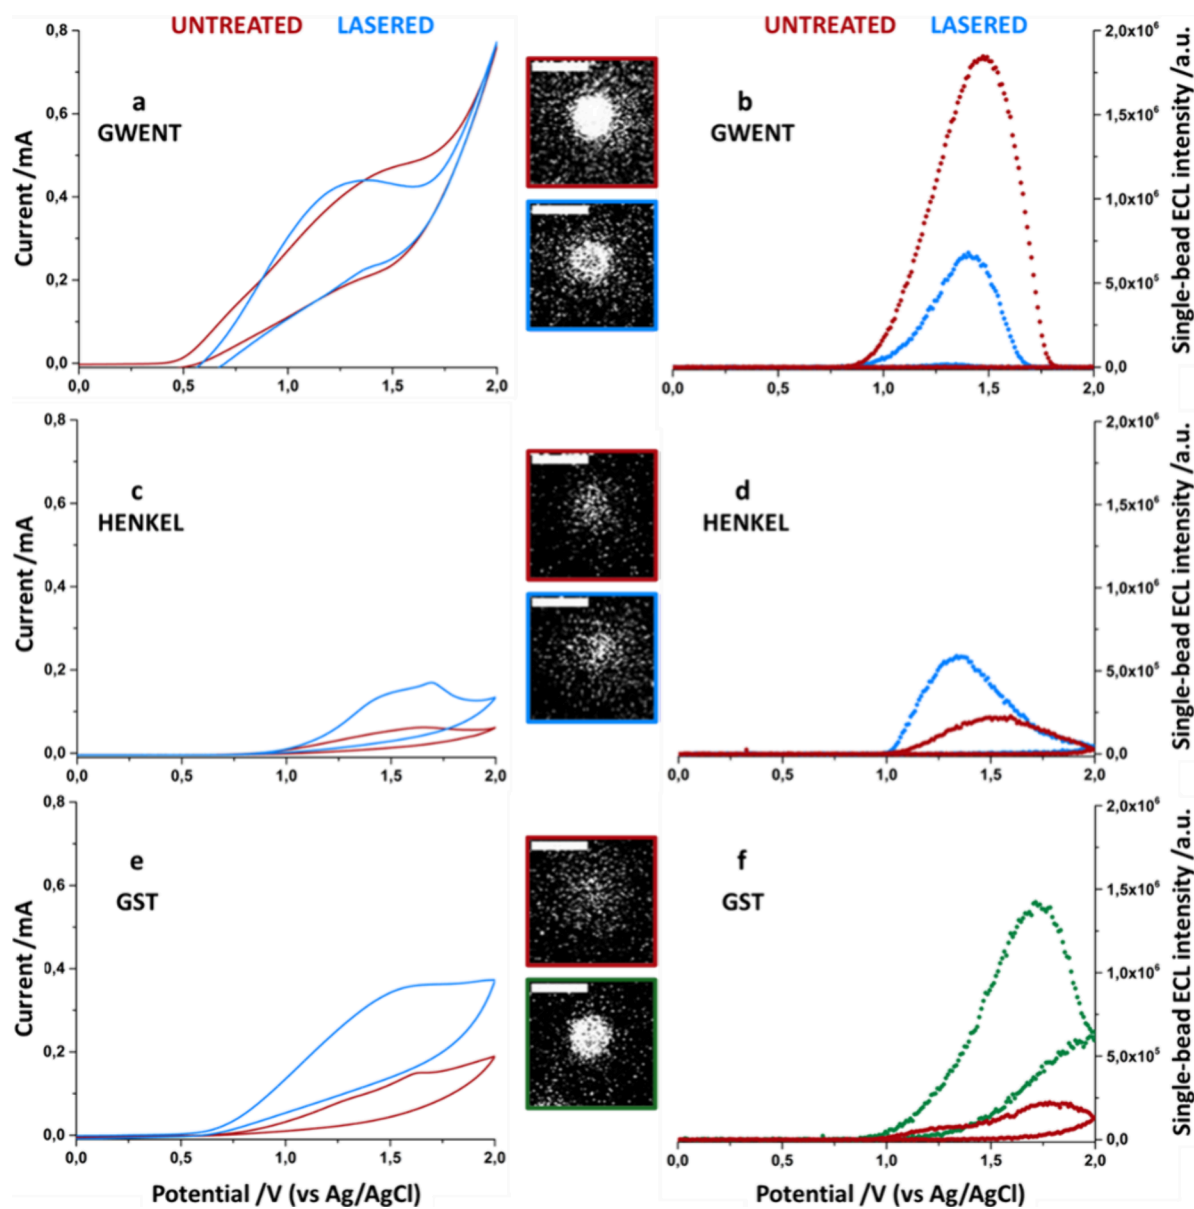 UNTREATED LASERED
UNTREATED LASERED
0,8
0,6
0,4
0,2
0,0
Current /mA
a
GWENT
0,0 0,5 1,0 1,5 2,0
b
GWENT
2,0x10⁶
1,5x10⁶
1,0x10⁶
5,0x10⁵
0,0
Single-bead ECL intensity /a.u.
0,0 0,5 1,0 1,5 2,0
0,8
0,6
0,4
0,2
0,0
Current /mA
c
HENKEL
0,0 0,5 1,0 1,5 2,0
d
HENKEL
2,0x10⁶
1,5x10⁶
1,0x10⁶
5,0x10⁵
0,0
Single-bead ECL intensity /a.u.
0,0 0,5 1,0 1,5 2,0
0,8
0,6
0,4
0,2
0,0
Current /mA
e
GST
0,0 0,5 1,0 1,5 2,0
Potential /V (vs Ag/AgCl)
f
GST
2,0x10⁶
1,5x10⁶
1,0x10⁶
5,0x10⁵
0,0
Single-bead ECL intensity /a.u.
0,0 0,5 1,0 1,5 2,0
Potential /V (vs Ag/AgCl)